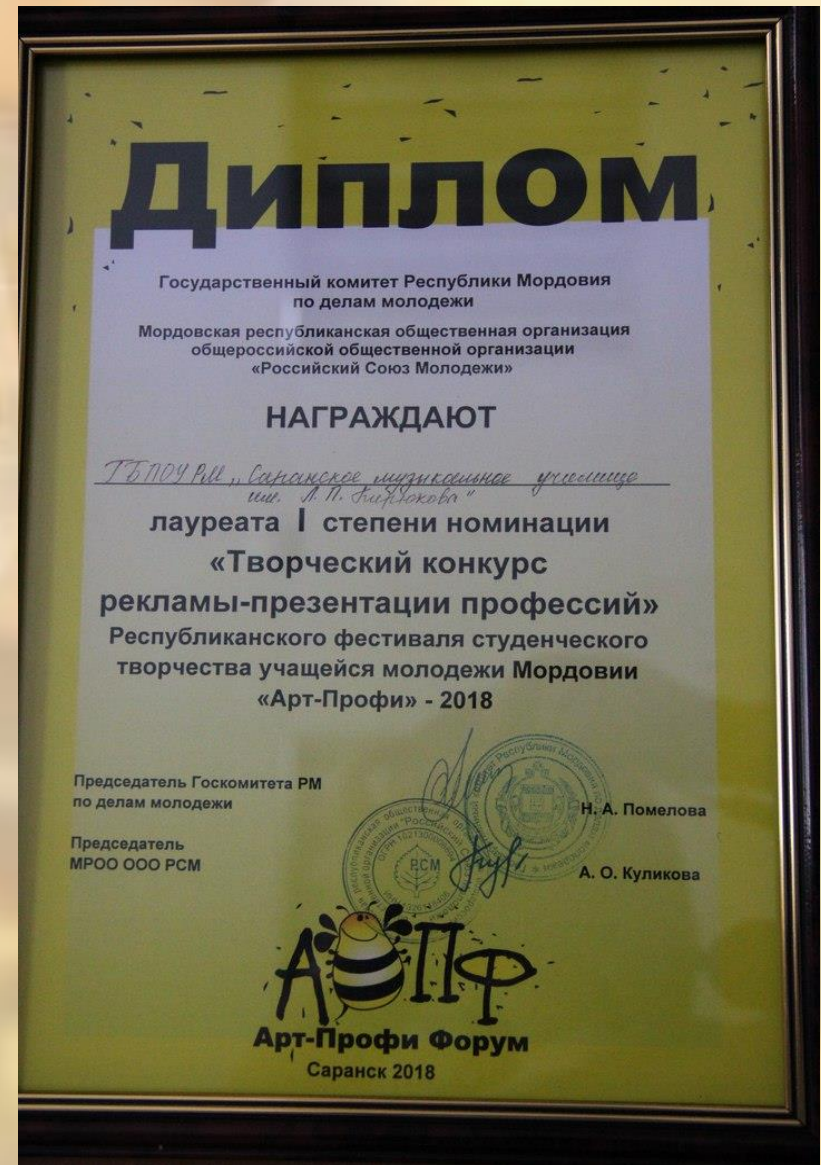 Диплом
Государственный комитет Республики Мордовия
по делам молодежи
Мордовская республиканская общественная организация
общероссийской общественной организации
«Российский Союз Молодежи»
НАГРАЖДАЮТ
ГБПОУ РМ „Саранское музыкальное училище
им. Л.П. Кирюкова"
лауреата I степени номинации
«Творческий конкурс
рекламы-презентации профессий»
Республиканского фестиваля студенческого
творчества учащейся молодежи Мордовии
«Арт-Профи» - 2018
Председатель Госкомитета РМ
по делам молодежи
Н. А. Помелова
Председатель
МРОО ООО РСМ
А. О. Куликова
РСМ
АПФ
Арт-Профи Форум
Саранск 2018